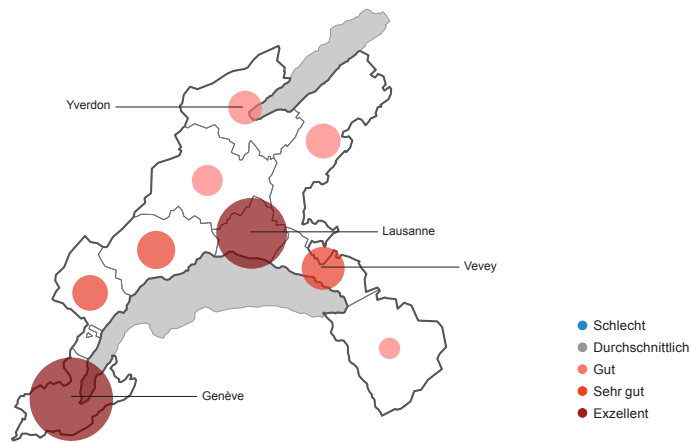 Yverdon
Lausanne
Vevey
Genève
Schlecht
Durchschnittlich
Gut
Sehr gut
Exzellent